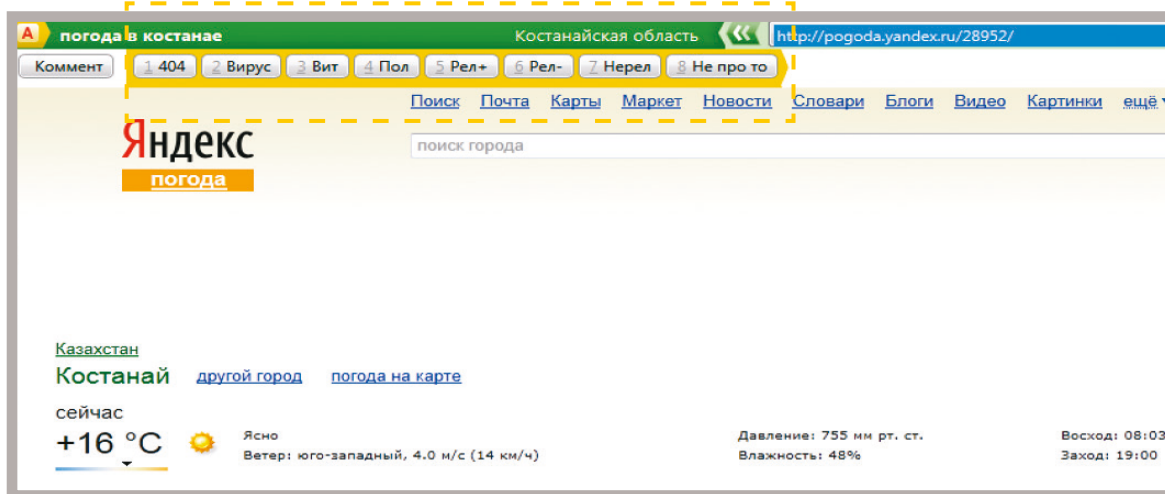 А погода в костанае Костанайская область http://pogoda.yandex.ru/28952/
Коммент 1 404 2 Вирус 3 Вит 4 Пол 5 Рел+ 6 Рел- 7 Нерел 8 Не про то
Поиск Почта Карты Маркет Новости Словари Блоги Видео Картинки ещё
Яндекс поиск города
погода
Казахстан
Костанай другой город погода на карте
сейчас
+16 °C Ясно Давление: 755 мм рт. ст. Восход: 08:03
Ветер: юго-западный, 4.0 м/с (14 км/ч) Влажность: 48% Заход: 19:00